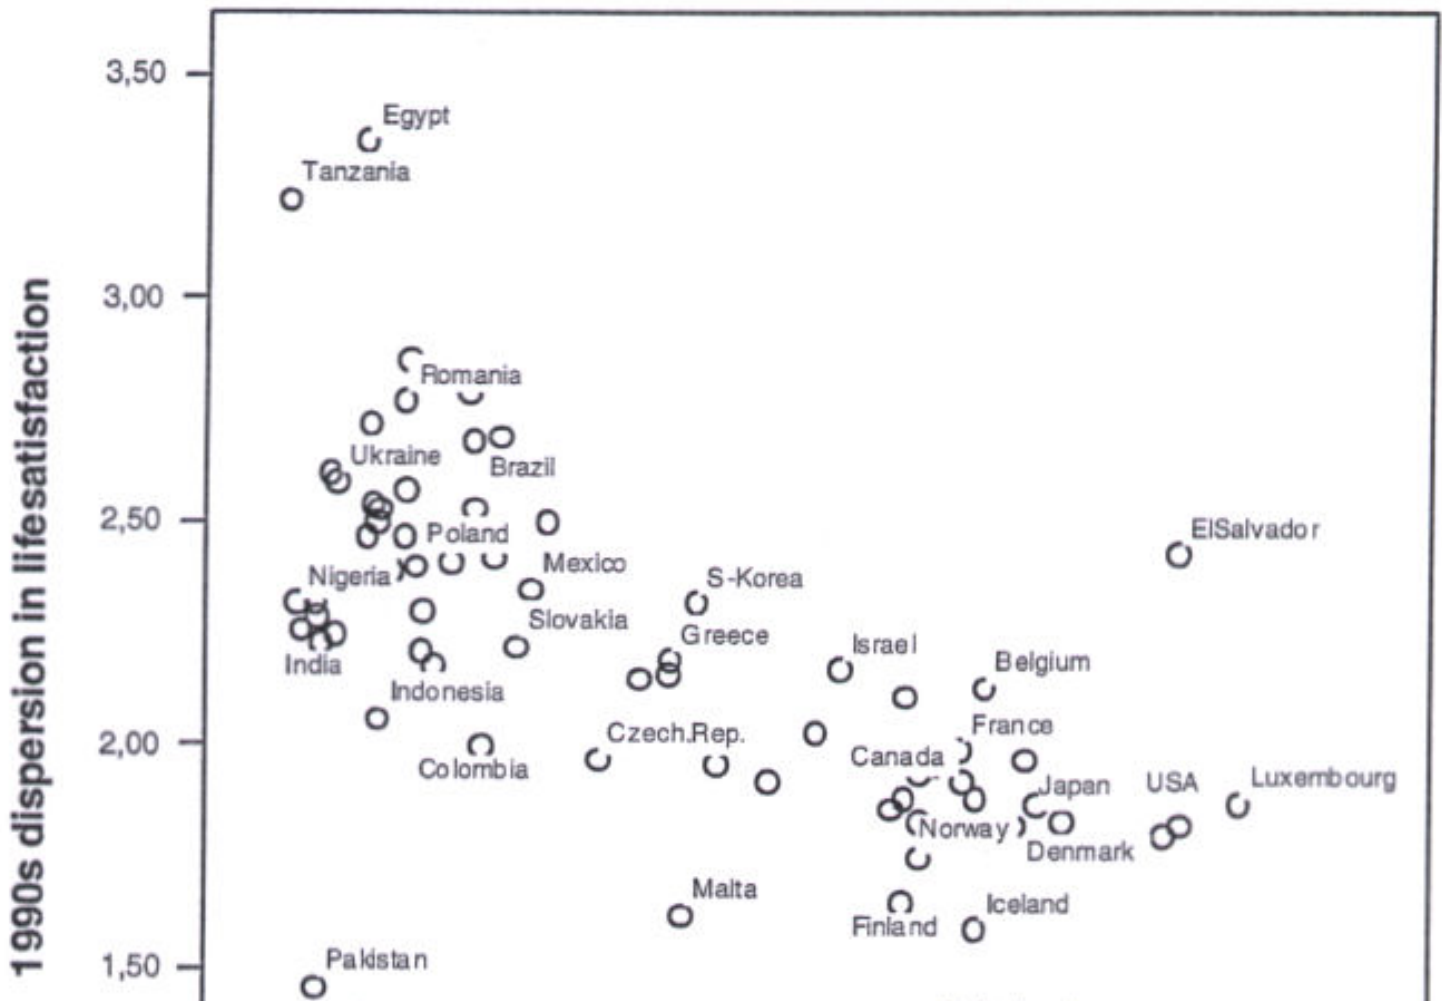 1990s dispersion in lifesatisfaction
3,50
3,00
2,50
2,00
1,50
Egypt
Tanzania
Romania
Ukraine
Brazil
Poland
ElSalvador
Nigeria
Mexico
S-Korea
Slovakia
Greece
India
Israel
Belgium
Indonesia
Czech.Rep.
France
Colombia
Canada
Japan
USA
Luxembourg
Norway
Denmark
Malta
Iceland
Finland
Pakistan